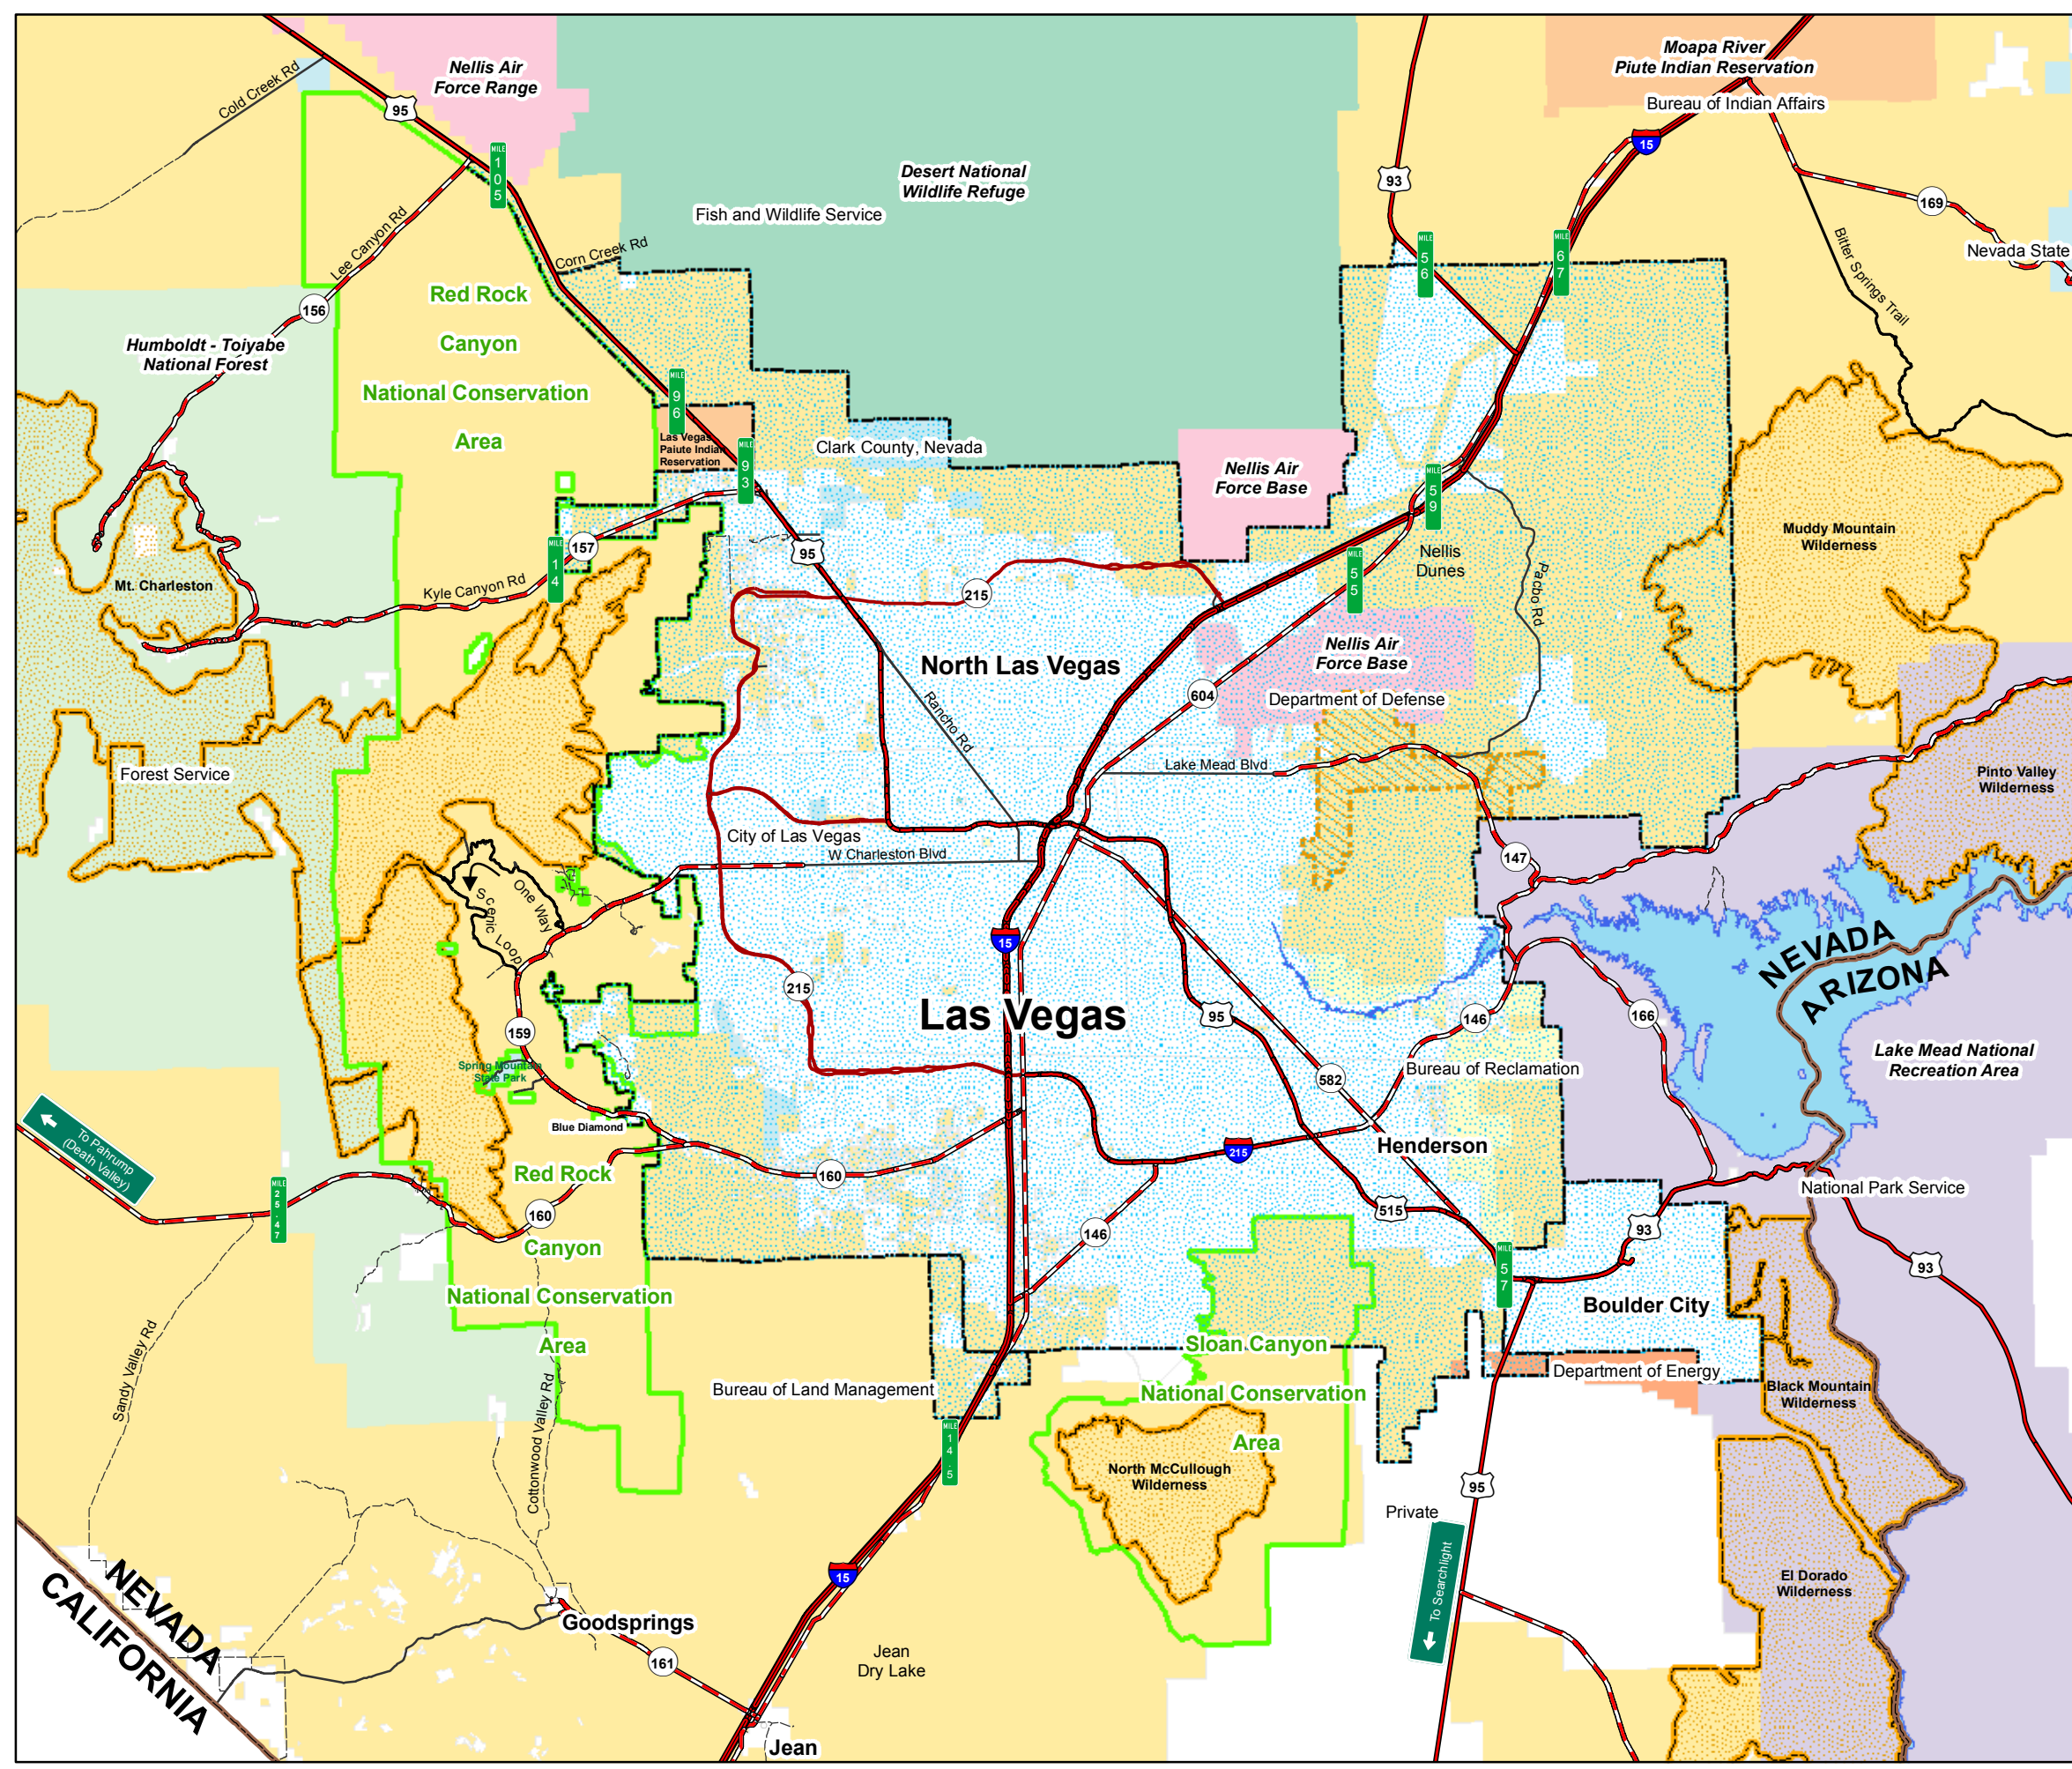 Nellis Air
Force Range
Moapa River
Piute Indian Reservation
Bureau of Indian Affairs
Cold Creek Rd
95
15
MILE
105
Desert National
Wildlife Refuge
93
169
Fish and Wildlife Service
Lee Canyon Rd
Corn Creek Rd
MILE
56
MILE
67
Bitter Springs Trail
Nevada State
156
Red Rock
Canyon
National Conservation
Area
Humboldt - Toiyabe
National Forest
MILE
96
Las Vegas
Paiute Indian
Reservation
MILE
93
Clark County, Nevada
Nellis Air
Force Base
MILE
59
Muddy Mountain
Wilderness
MILE
14
157
95
Nellis
Dunes
MILE
55
Pacbo Rd
Mt. Charleston
Kyle Canyon Rd
215
North Las Vegas
Nellis Air
Force Base
604
Department of Defense
Rancho Rd
Lake Mead Blvd
Forest Service
Pinto Valley
Wilderness
City of Las Vegas
W Charleston Blvd
147
One Way
Scenic
Loop
15
NEVADA
ARIZONA
215
Las Vegas
95
146
166
159
Lake Mead National
Recreation Area
Spring Mountain
State Park
582
Bureau of Reclamation
To Pahrump
(Death Valley)
Blue Diamond
215
Henderson
Red Rock
160
MILE
25.47
160
Canyon
National Conservation
Area
146
515
National Park Service
93
93
MILE
57
Boulder City
Sandy Valley Rd
Cottonwood Valley Rd
Sloan Canyon
National Conservation
Area
Bureau of Land Management
Department of Energy
Black Mountain
Wilderness
MILE
14.5
North McCullough
Wilderness
95
Private
To Searchlight
NEVADA
CALIFORNIA
15
El Dorado
Wilderness
Goodsprings
161
Jean
Dry Lake
Jean